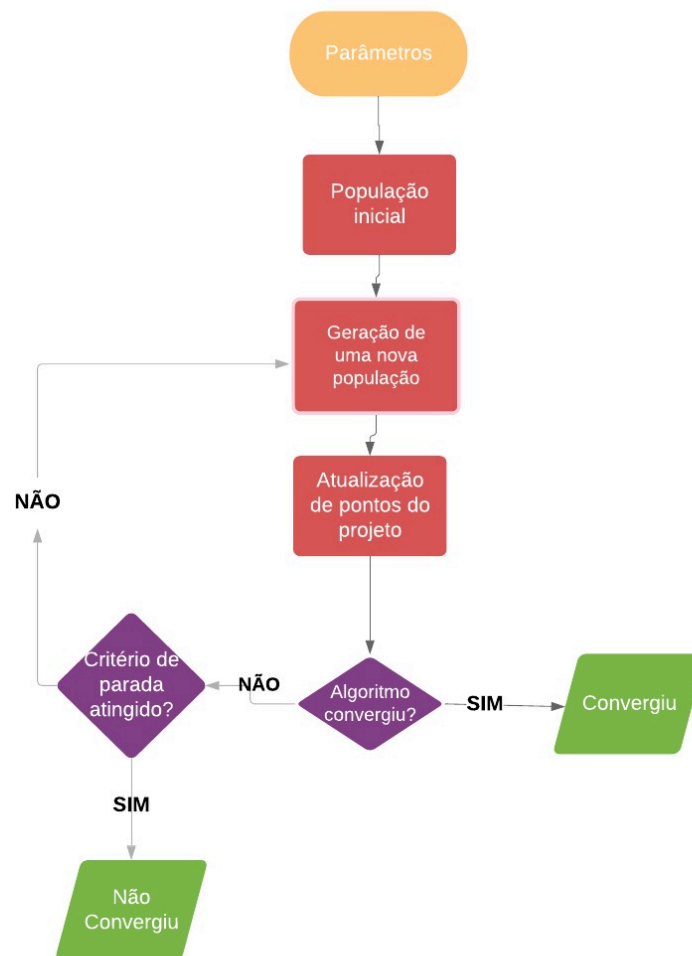 Parâmetros
População
inicial
Geração de
uma nova
população
NÃO
Atualização
de pontos do
projeto
Critério de
parada
atingido?
NÃO
Algoritmo
convergiu?
SIM
Convergiu
SIM
Não
Convergiu